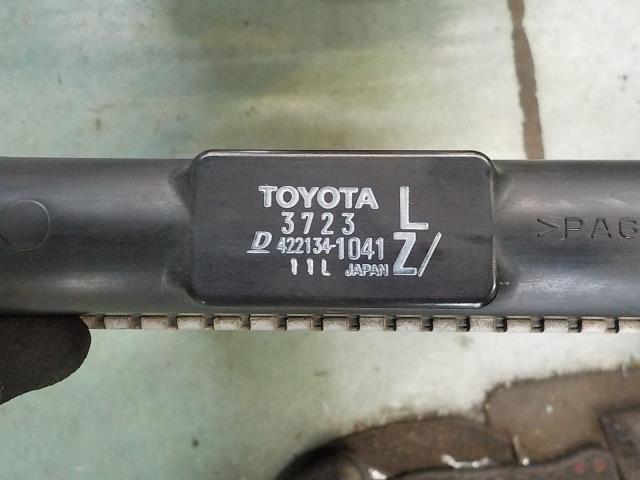 TOYOTA
3723
D 422134-1041
11L JAPAN
L
Z/
>PAG